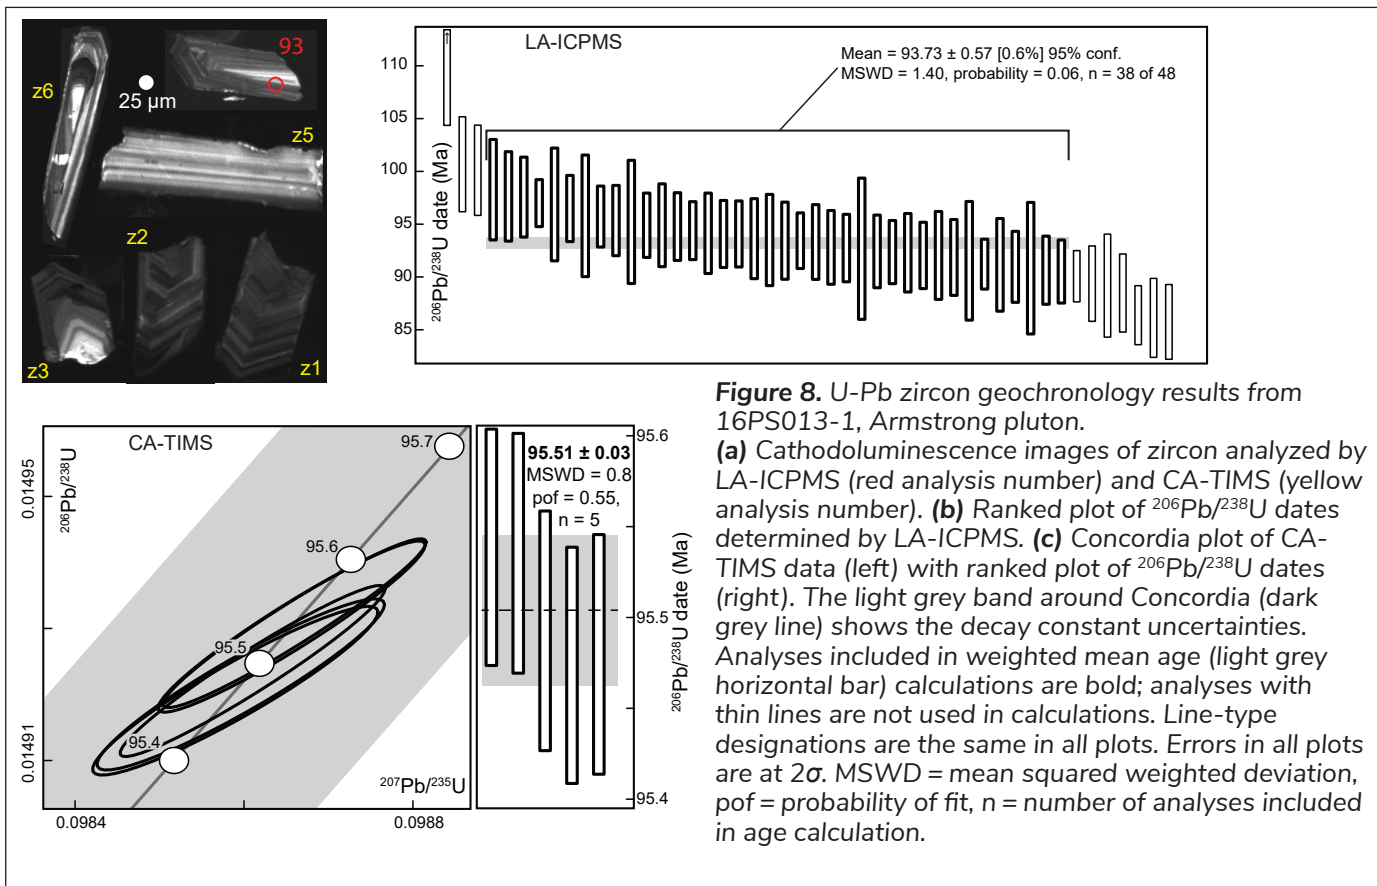 93
z6
25 µm
z5
z2
z3
z1
LA-ICPMS
Mean = 93.73 ± 0.57 [0.6%] 95% conf.
MSWD = 1.40, probability = 0.06, n = 38 of 48
110
105
100
95
90
85
206Pb/238U date (Ma)
CA-TIMS
206Pb/238U
0.01495
0.01491
95.7
95.6
95.5
95.4
207Pb/235U
0.0984
0.0988
95.51 ± 0.03
MSWD = 0.8
pof = 0.55,
n = 5
95.6
95.5
95.4
206Pb/238U date (Ma)
Figure 8. U-Pb zircon geochronology results from
16PS013-1, Armstrong pluton.
(a) Cathodoluminescence images of zircon analyzed by
LA-ICPMS (red analysis number) and CA-TIMS (yellow
analysis number). (b) Ranked plot of 206Pb/238U dates
determined by LA-ICPMS. (c) Concordia plot of CA-
TIMS data (left) with ranked plot of 206Pb/238U dates
(right). The light grey band around Concordia (dark
grey line) shows the decay constant uncertainties.
Analyses included in weighted mean age (light grey
horizontal bar) calculations are bold; analyses with
thin lines are not used in calculations. Line-type
designations are the same in all plots. Errors in all plots
are at 2σ. MSWD = mean squared weighted deviation,
pof = probability of fit, n = number of analyses included
in age calculation.